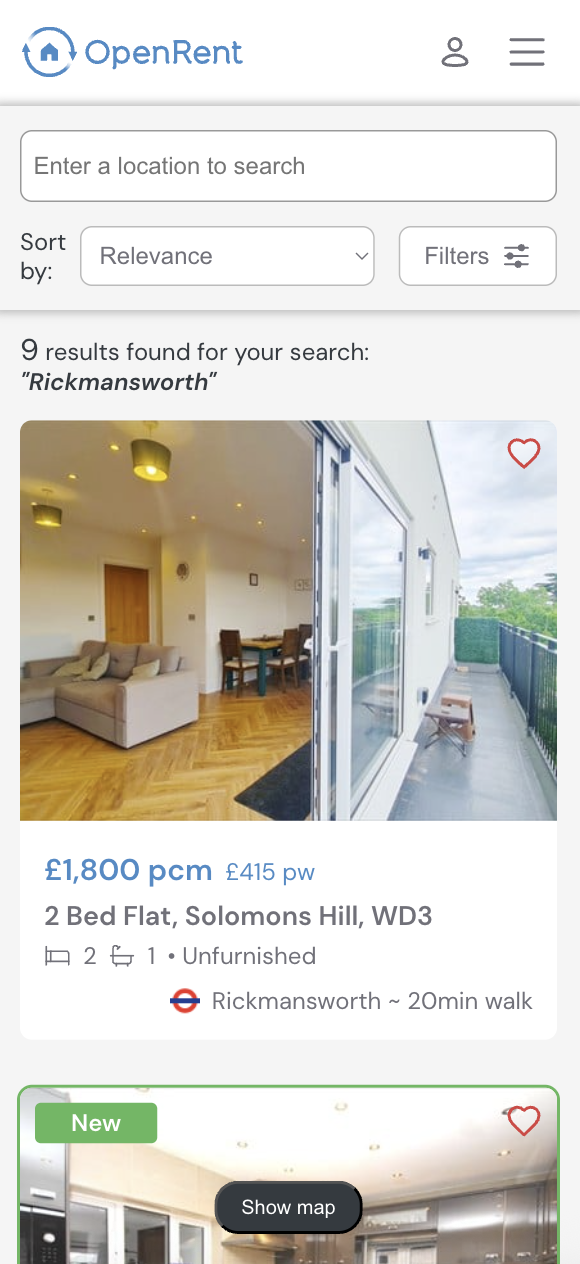 OpenRent
Enter a location to search
Sort by:
Relevance
Filters
9 results found for your search:
"Rickmansworth"
£1,800 pcm £415 pw
2 Bed Flat, Solomons Hill, WD3
2 1 • Unfurnished
Rickmansworth ~ 20min walk
New
Show map